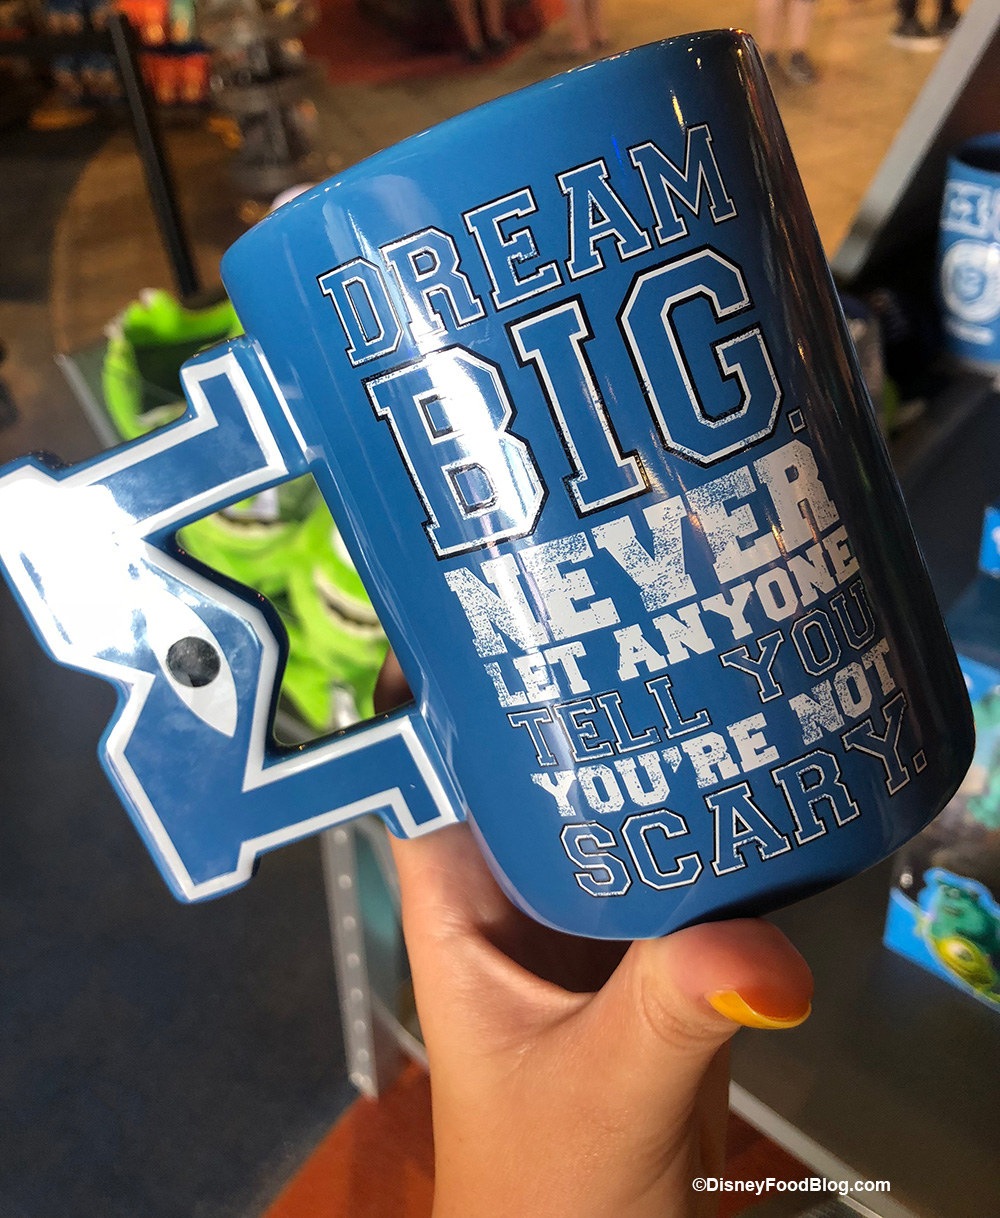 DREAM
BIG.
NEVER
LET ANYONE
TELL YOU
YOU'RE NOT
SCARY.
©DisneyFoodBlog.com